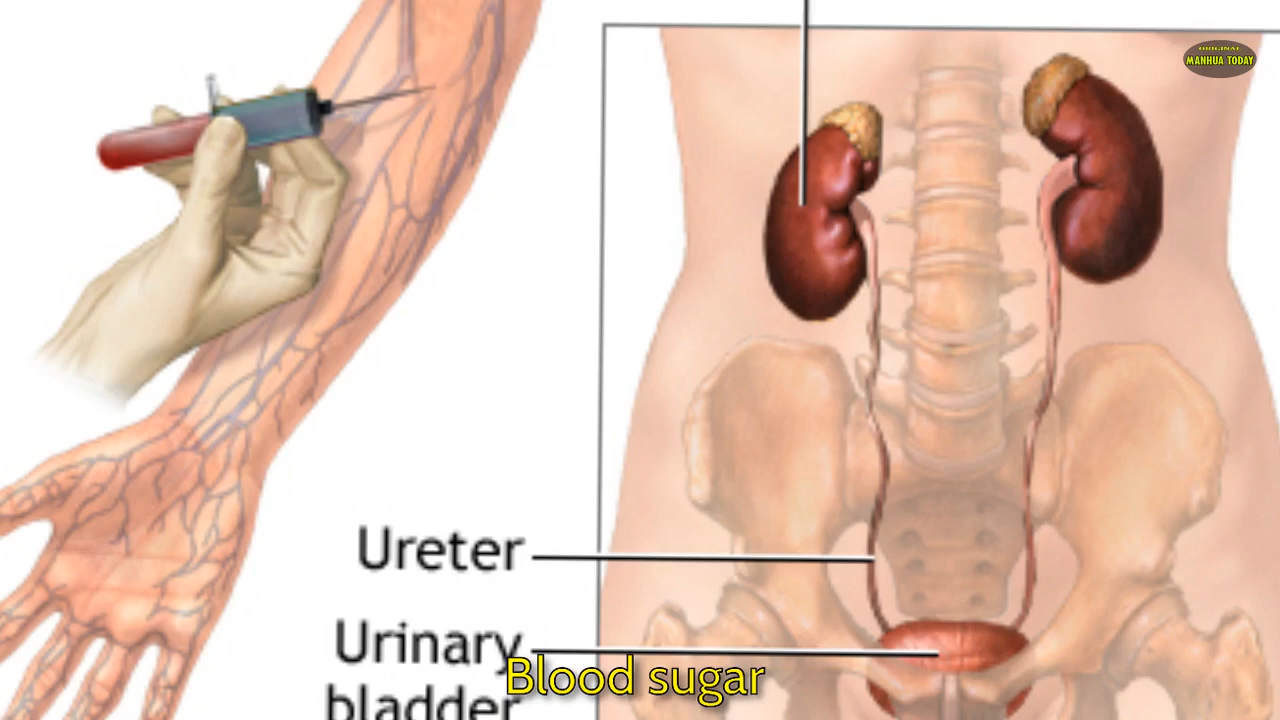 ORIGINAL
MANHUA TODAY
Ureter
Urinary
bladder
Blood sugar